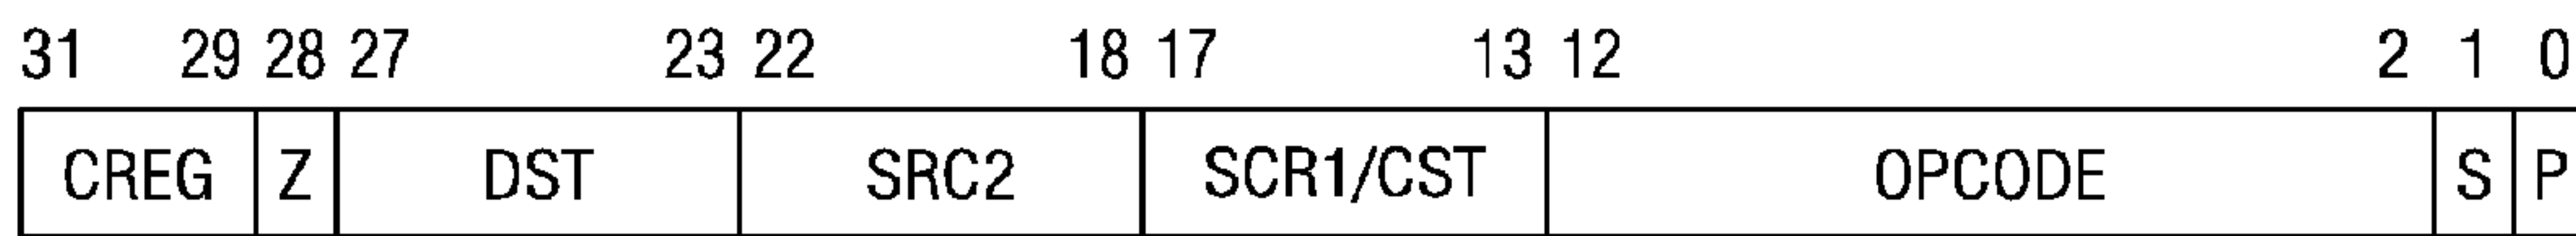 31 29 28 27 23 22 18 17 13 12 2 1 0
CREG Z DST SRC2 SCR1/CST OPCODE S P